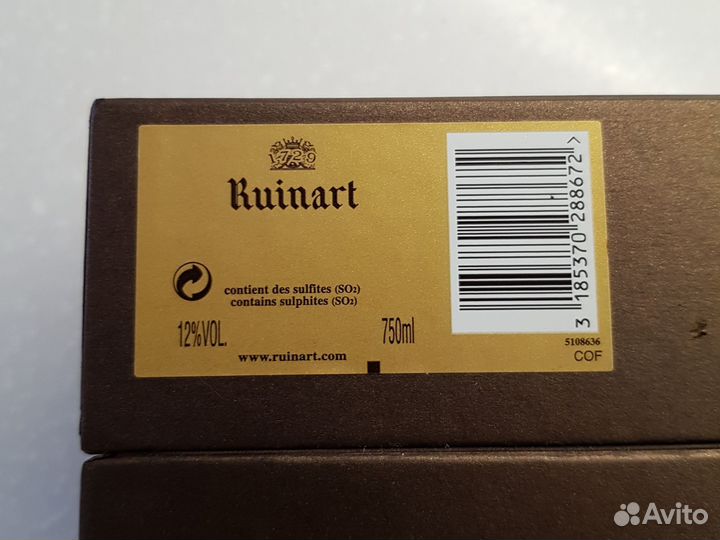 1729
Ruinart
contient des sulfites (SO2)
contains sulphites (SO2)
12%VOL.
750ml
www.ruinart.com
3 185370 288672 >
5108636
COF
Avito